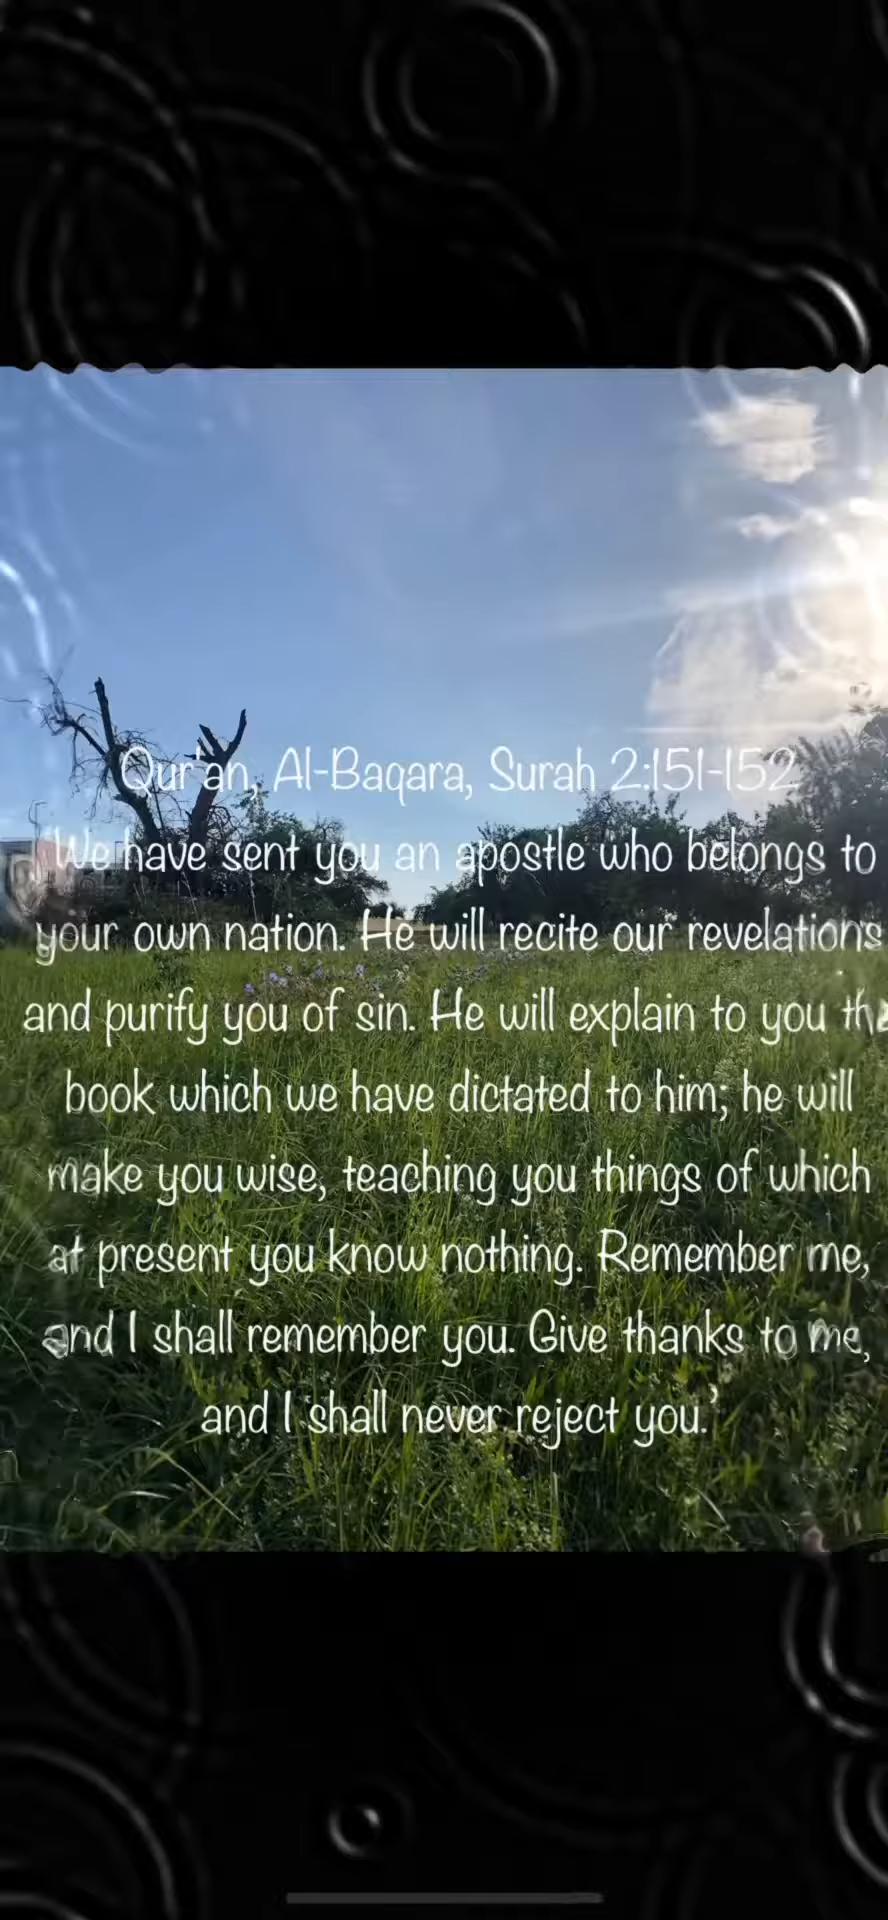 Qur'an, Al-Baqara, Surah 2:151-152
'We have sent you an apostle who belongs to
your own nation. He will recite our revelations
and purify you of sin. He will explain to you the
book which we have dictated to him; he will
make you wise, teaching you things of which
at present you know nothing. Remember me,
and I shall remember you. Give thanks to me,
and I shall never reject you.'